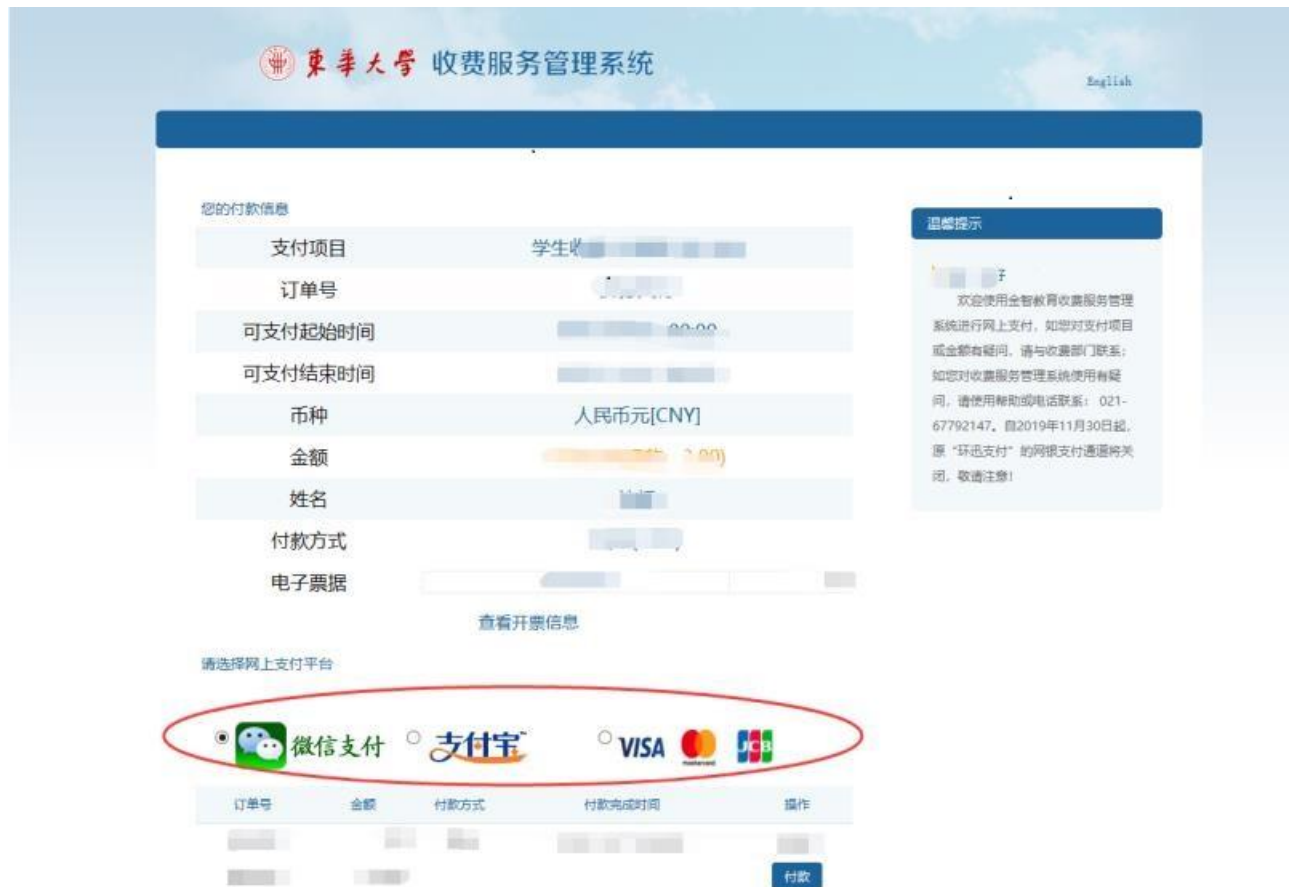 東華大學 收费服务管理系统
English
您的付款信息
支付项目 学生
订单号
可支付起始时间 00:00
可支付结束时间
币种 人民币元[CNY]
金额
姓名
付款方式
电子票据
查看开票信息
请选择网上支付平台
微信支付 支付宝 VISA mastercard JCB
订单号 金额 付款方式 付款完成时间 操作
付款
温馨提示
欢迎使用金智教育收费服务管理
系统进行网上支付，如您对支付项目
或金额有疑问，请与收费部门联系；
如您对收费服务管理系统使用有疑
问，请使用帮助或电话联系： 021-
67792147。自2019年11月30日起，
原“环迅支付”的网银支付通道将关
闭，敬请注意！